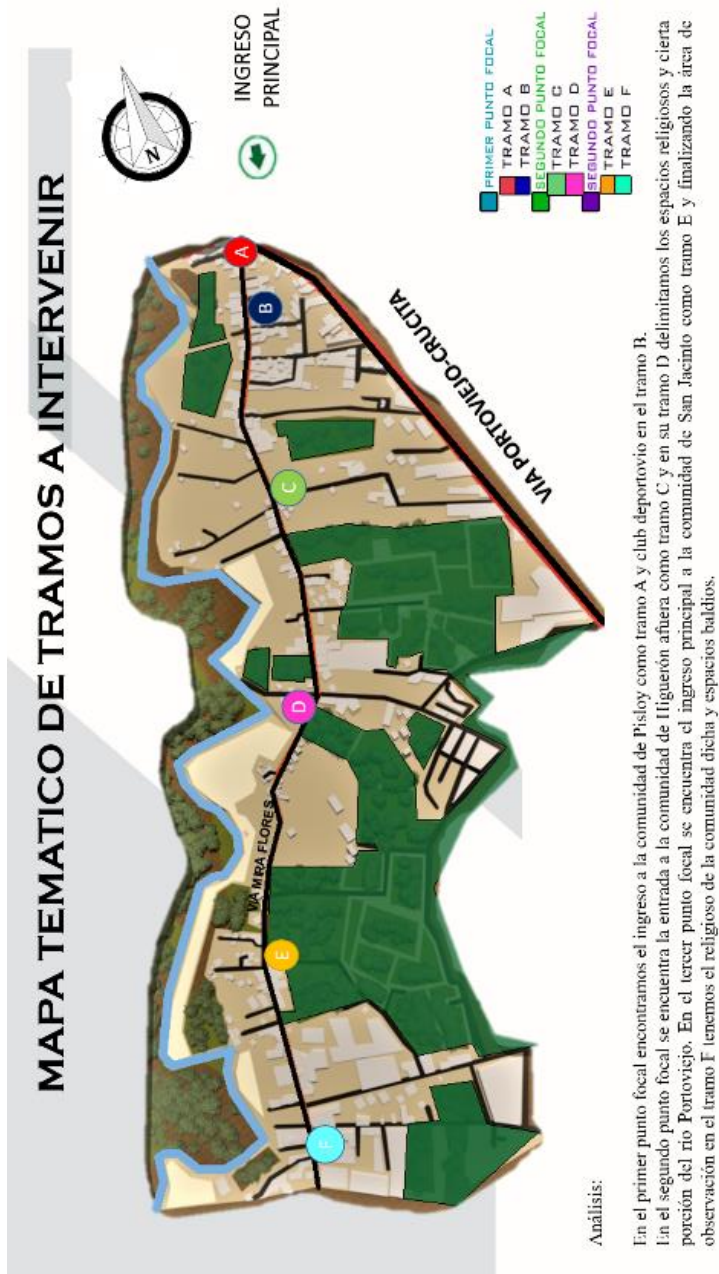 MAPA TEMATICO DE TRAMOS A INTERVENIR
N
INGRESO
PRINCIPAL
PRIMER PUNTO FOCAL
TRAMO A
TRAMO B
SEGUNDO PUNTO FOCAL
TRAMO C
TRAMO D
SEGUNDO PUNTO FOCAL
TRAMO E
TRAMO F
A
B
C
D
E
F
VIA MIRA FLORES
VIA PORTOVIEJO-CRUCITA
Análisis:
En el primer punto focal encontramos el ingreso a la comunidad de Pisloy como tramo A y club deportovio en el tramo B.
En el segundo punto focal se encuentra la entrada a la comunidad de Higuerón afuera como tramo C y en su tramo D delimitamos los espacios religiosos y cierta
porción del rio Portoviejo. En el tercer punto focal se encuentra el ingreso principal a la comunidad de San Jacinto como tramo E y finalizando la área de
observación en el tramo F tenemos el religioso de la comunidad dicha y espacios baldíos.